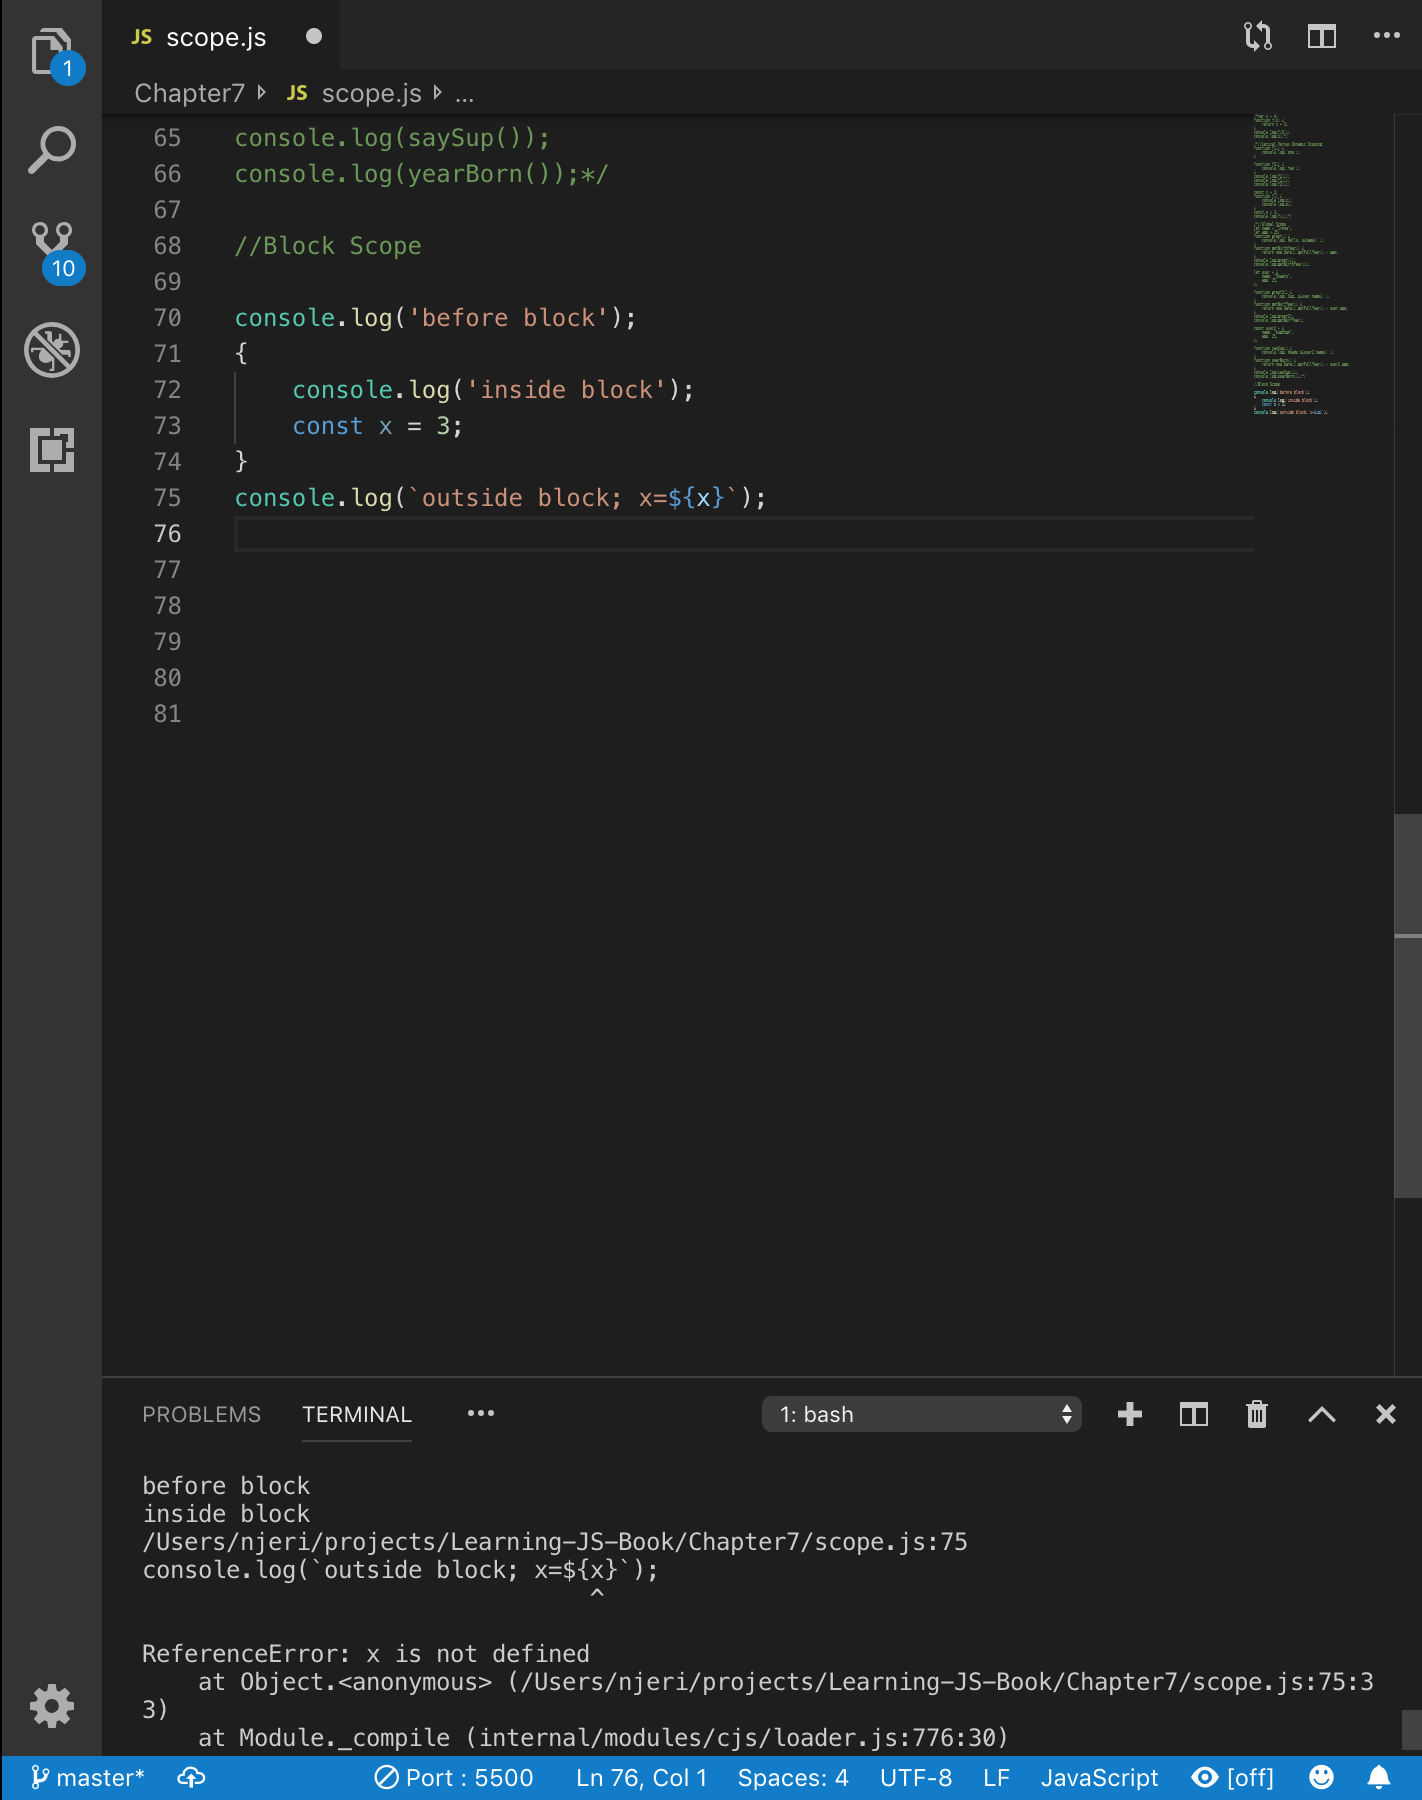 JS scope.js
Chapter7 JS scope.js ...
1
10
65 console.log(saySup());
66 console.log(yearBorn());*/
67
68 //Block Scope
69
70 console.log('before block');
71 {
72 console.log('inside block');
73 const x = 3;
74 }
75 console.log(`outside block; x=${x}`);
76
77
78
79
80
81
PROBLEMS TERMINAL ... 1: bash
before block
inside block
/Users/njeri/projects/Learning-JS-Book/Chapter7/scope.js:75
console.log(`outside block; x=${x}`);
^
ReferenceError: x is not defined
at Object.<anonymous> (/Users/njeri/projects/Learning-JS-Book/Chapter7/scope.js:75:3
3)
at Module._compile (internal/modules/cjs/loader.js:776:30)
master* Port : 5500 Ln 76, Col 1 Spaces: 4 UTF-8 LF JavaScript [off]